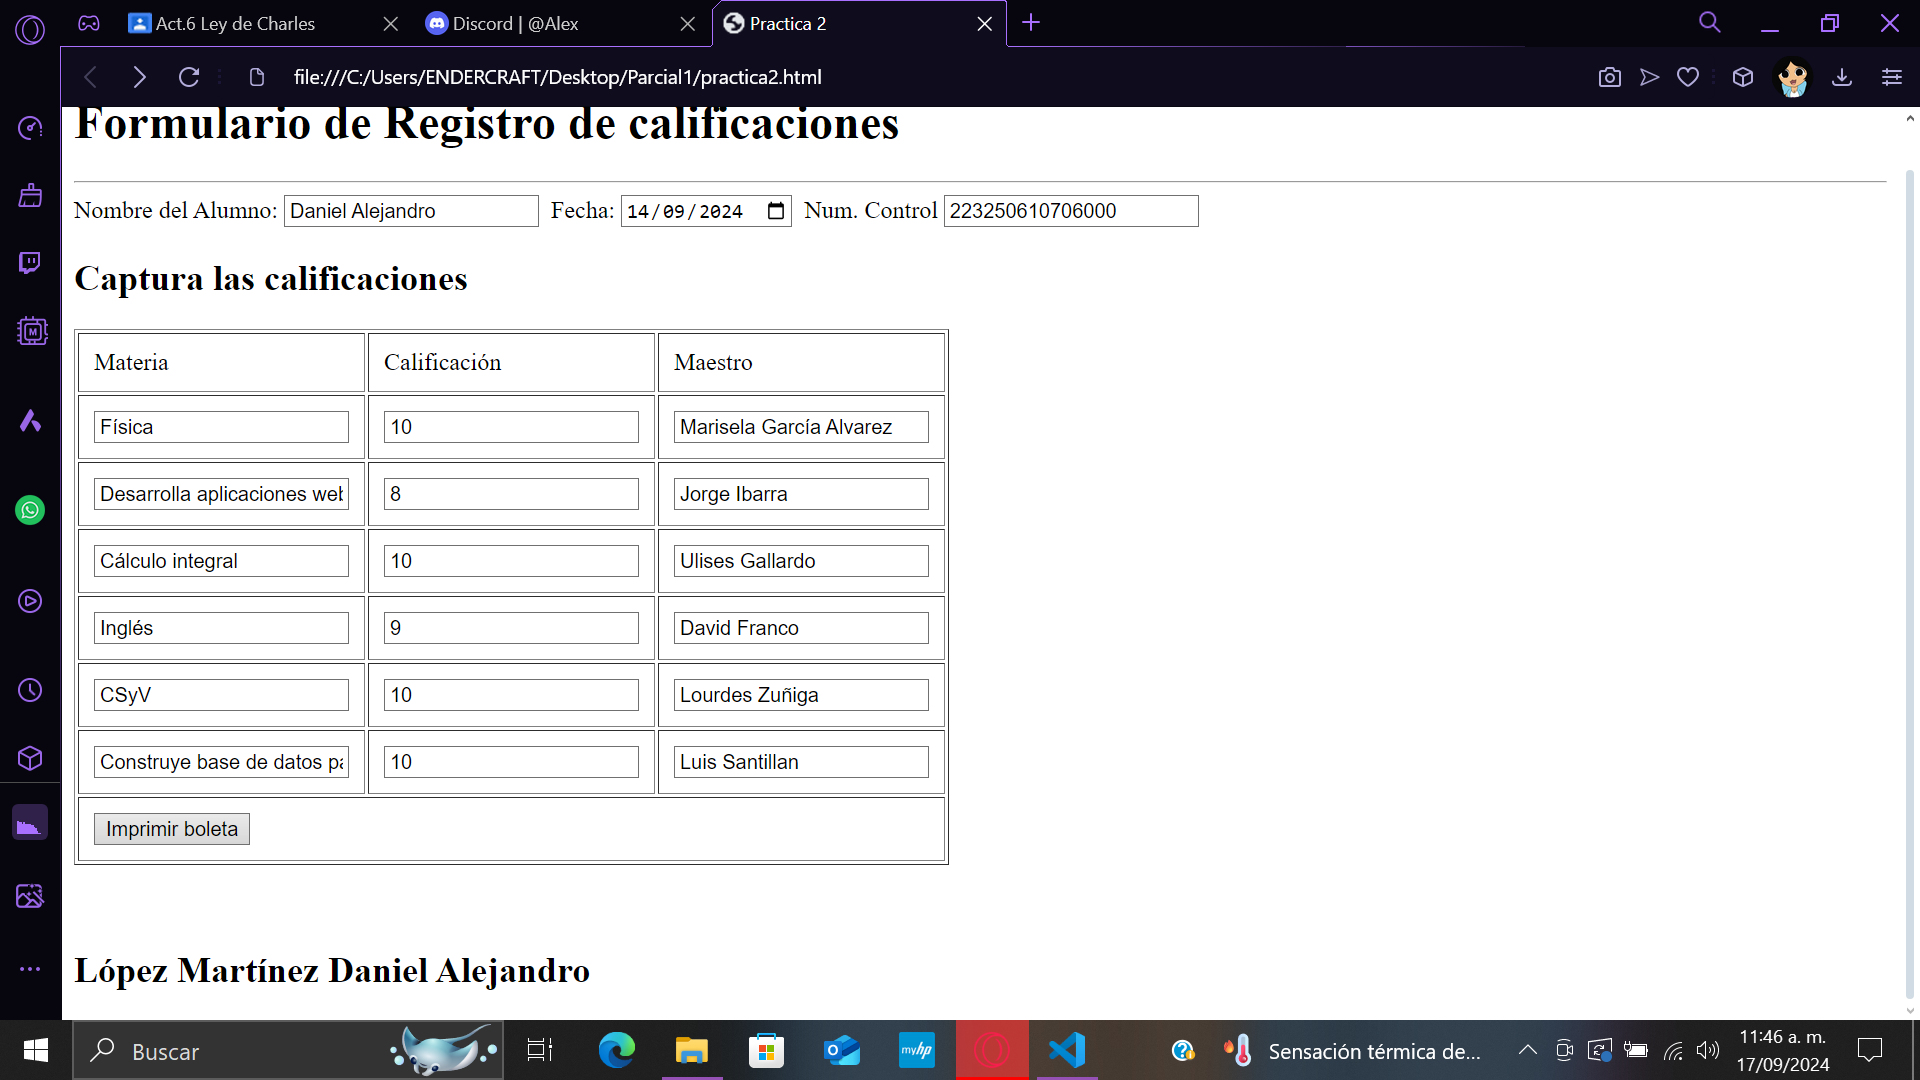 Act.6 Ley de Charles
Discord | @Alex
Practica 2
file:///C:/Users/ENDERCRAFT/Desktop/Parcial1/practica2.html
Formulario de Registro de calificaciones
Nombre del Alumno: Daniel Alejandro Fecha: 14/09/2024 Num. Control 223250610706000
Captura las calificaciones
Materia Calificación Maestro
Física 10 Marisela García Alvarez
Desarrolla aplicaciones web 8 Jorge Ibarra
Cálculo integral 10 Ulises Gallardo
Inglés 9 David Franco
CSyV 10 Lourdes Zuñiga
Construye base de datos pa 10 Luis Santillan
Imprimir boleta
López Martínez Daniel Alejandro
Buscar
myhp
Sensación térmica de...
11:46 a. m.
17/09/2024